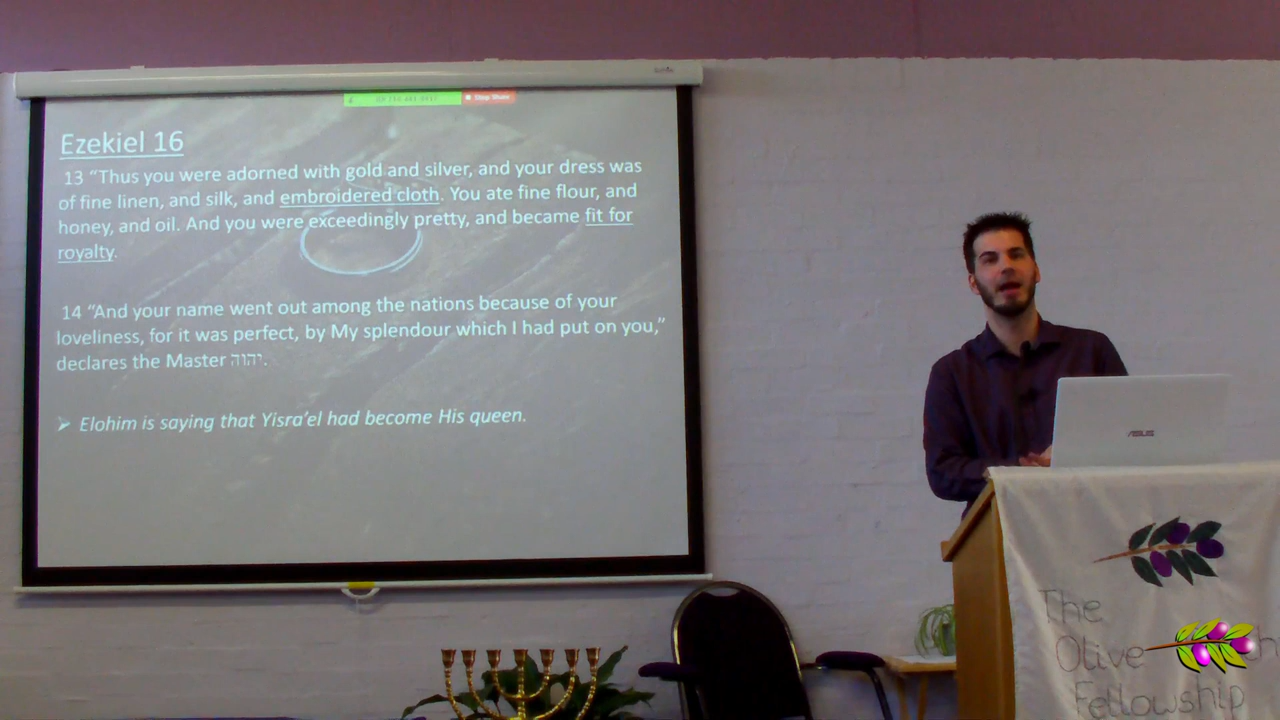 Stop Share
Ezekiel 16
13 “Thus you were adorned with gold and silver, and your dress was
of fine linen, and silk, and embroidered cloth. You ate fine flour, and
honey, and oil. And you were exceedingly pretty, and became fit for
royalty.
14 “And your name went out among the nations because of your
loveliness, for it was perfect, by My splendour which I had put on you,”
declares the Master יהוה.
➢ Elohim is saying that Yisra’el had become His queen.
ASUS
The
Olive
Fellowship